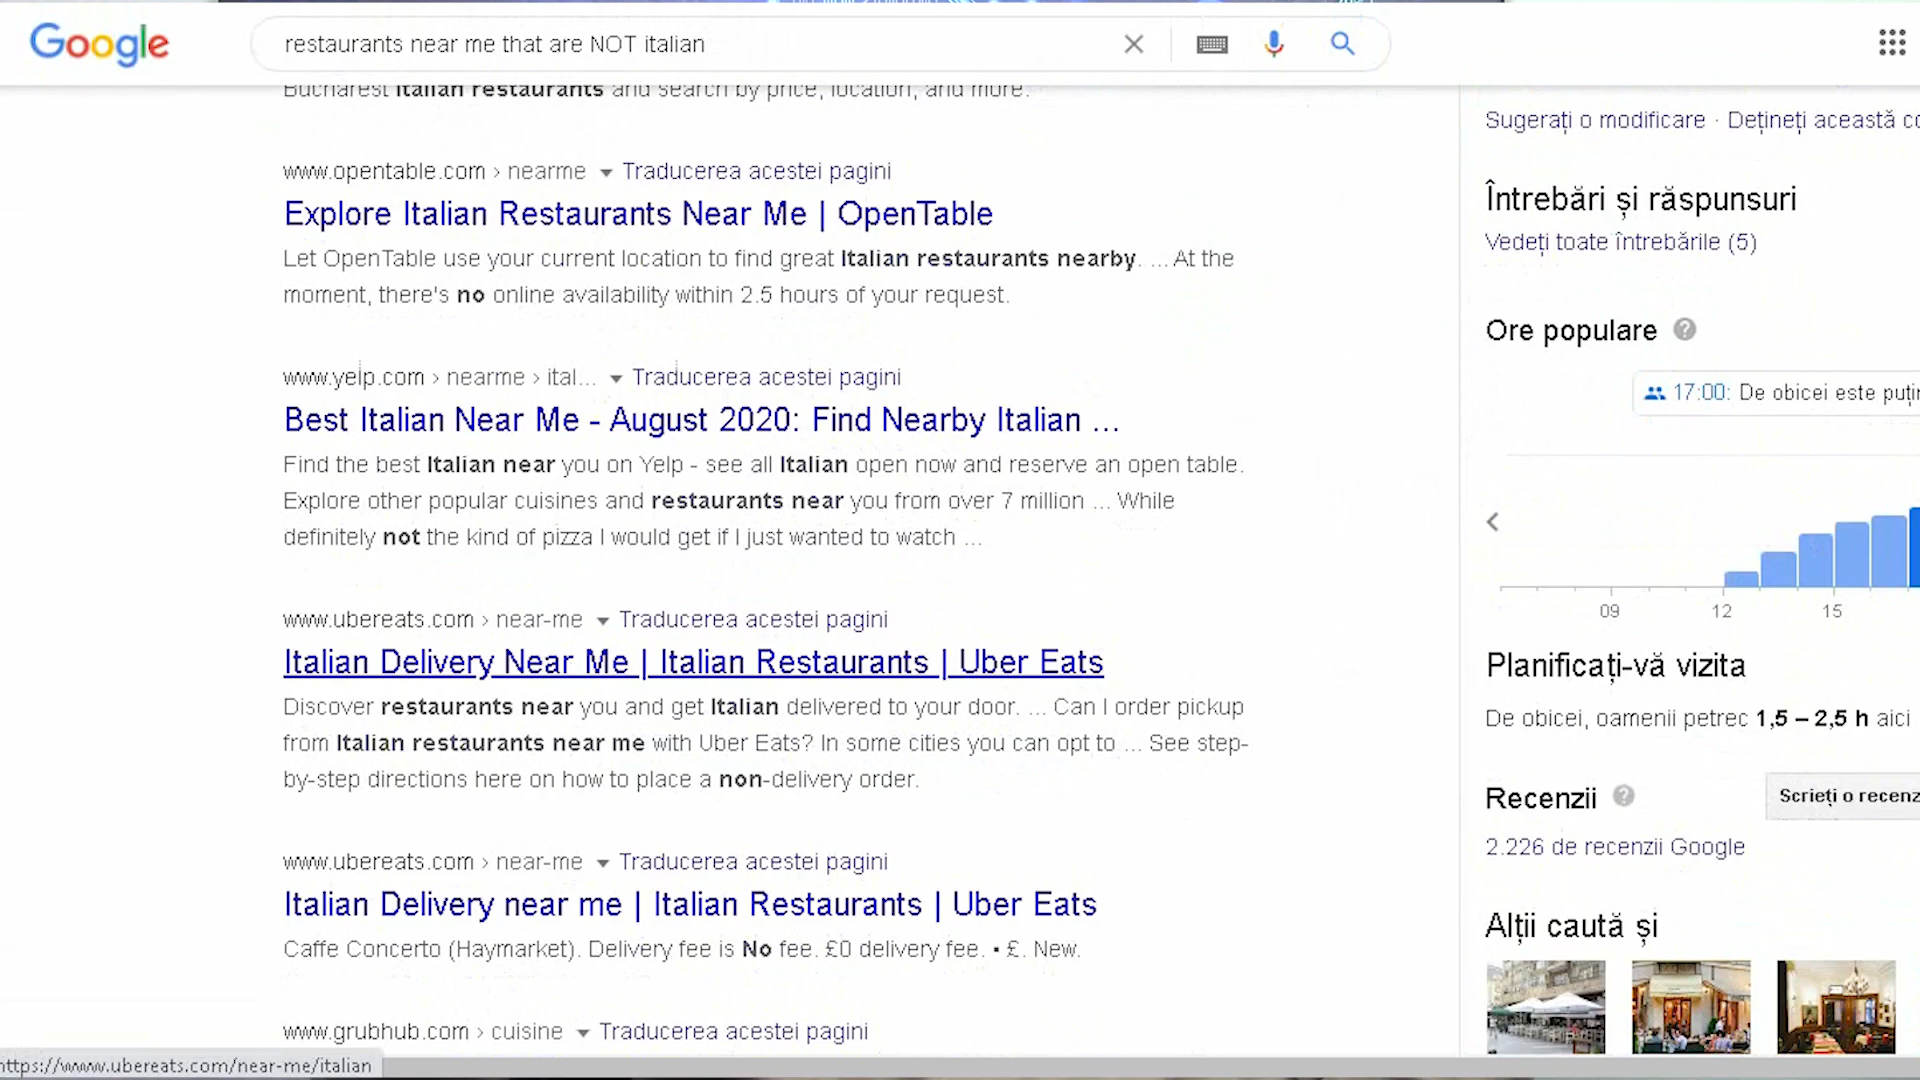 Google
restaurants near me that are NOT italian
Bucharest Italian restaurants and search by price, location, and more.
www.opentable.com › nearme Traducerea acestei pagini
Explore Italian Restaurants Near Me | OpenTable
Let OpenTable use your current location to find great Italian restaurants nearby. ... At the
moment, there's no online availability within 2.5 hours of your request.
www.yelp.com › nearme › ital... Traducerea acestei pagini
Best Italian Near Me - August 2020: Find Nearby Italian ...
Find the best Italian near you on Yelp - see all Italian open now and reserve an open table.
Explore other popular cuisines and restaurants near you from over 7 million ... While
definitely not the kind of pizza I would get if I just wanted to watch ...
www.ubereats.com › near-me Traducerea acestei pagini
Italian Delivery Near Me | Italian Restaurants | Uber Eats
Discover restaurants near you and get Italian delivered to your door. ... Can I order pickup
from Italian restaurants near me with Uber Eats? In some cities you can opt to ... See step-
by-step directions here on how to place a non-delivery order.
www.ubereats.com › near-me Traducerea acestei pagini
Italian Delivery near me | Italian Restaurants | Uber Eats
Caffe Concerto (Haymarket). Delivery fee is No fee. £0 delivery fee. • £. New.
www.grubhub.com › cuisine Traducerea acestei pagini
https://www.ubereats.com/near-me/italian
Sugerați o modificare · Dețineți această
Întrebări și răspunsuri
Vedeți toate întrebările (5)
Ore populare
17:00: De obicei este
09 12 15
Planificați-vă vizita
De obicei, oamenii petrec 1,5 – 2,5 h aici
Recenzii
Scrieți o
2.226 de recenzii Google
Alții caută și